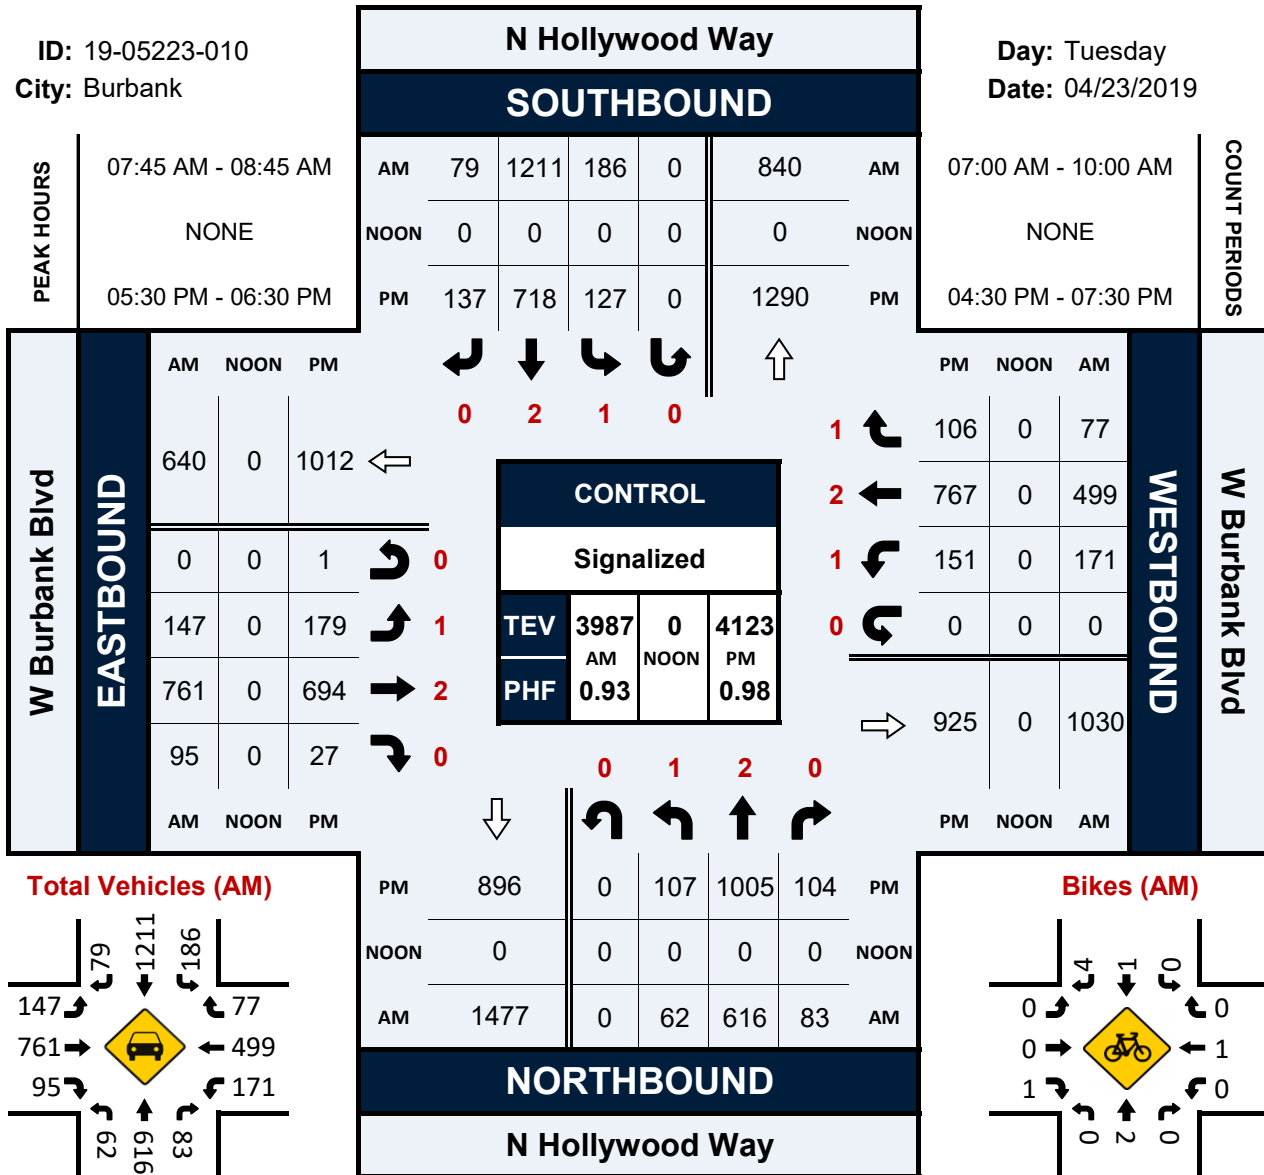 N Hollywood Way
ID: 19-05223-010
Day: Tuesday
City: Burbank
Date: 04/23/2019
SOUTHBOUND
PEAK HOURS
07:45 AM - 08:45 AM
NONE
05:30 PM - 06:30 PM
AM 79 1211 186 0 840 AM
NOON 0 0 0 0 0 NOON
PM 137 718 127 0 1290 PM
0 2 1 0
07:00 AM - 10:00 AM
NONE
04:30 PM - 07:30 PM
COUNT PERIODS
W Burbank Blvd
EASTBOUND
AM NOON PM
640 0 1012
0 0 1 0
147 0 179 1
761 0 694 2
95 0 27 0
AM NOON PM
CONTROL
Signalized
TEV 3987 0 4123
AM NOON PM
PHF 0.93 0.98
PM NOON AM
1 106 0 77
2 767 0 499
1 151 0 171
0 0 0 0
925 0 1030
PM NOON AM
WESTBOUND
W Burbank Blvd
0 1 2 0
PM 896 0 107 1005 104 PM
NOON 0 0 0 0 0 NOON
AM 1477 0 62 616 83 AM
NORTHBOUND
N Hollywood Way
Total Vehicles (AM)
79 1211 186
147 77
761 499
95 171
62 616 83
Bikes (AM)
4 1 0
0 0
0 1
1 0
0 2 0